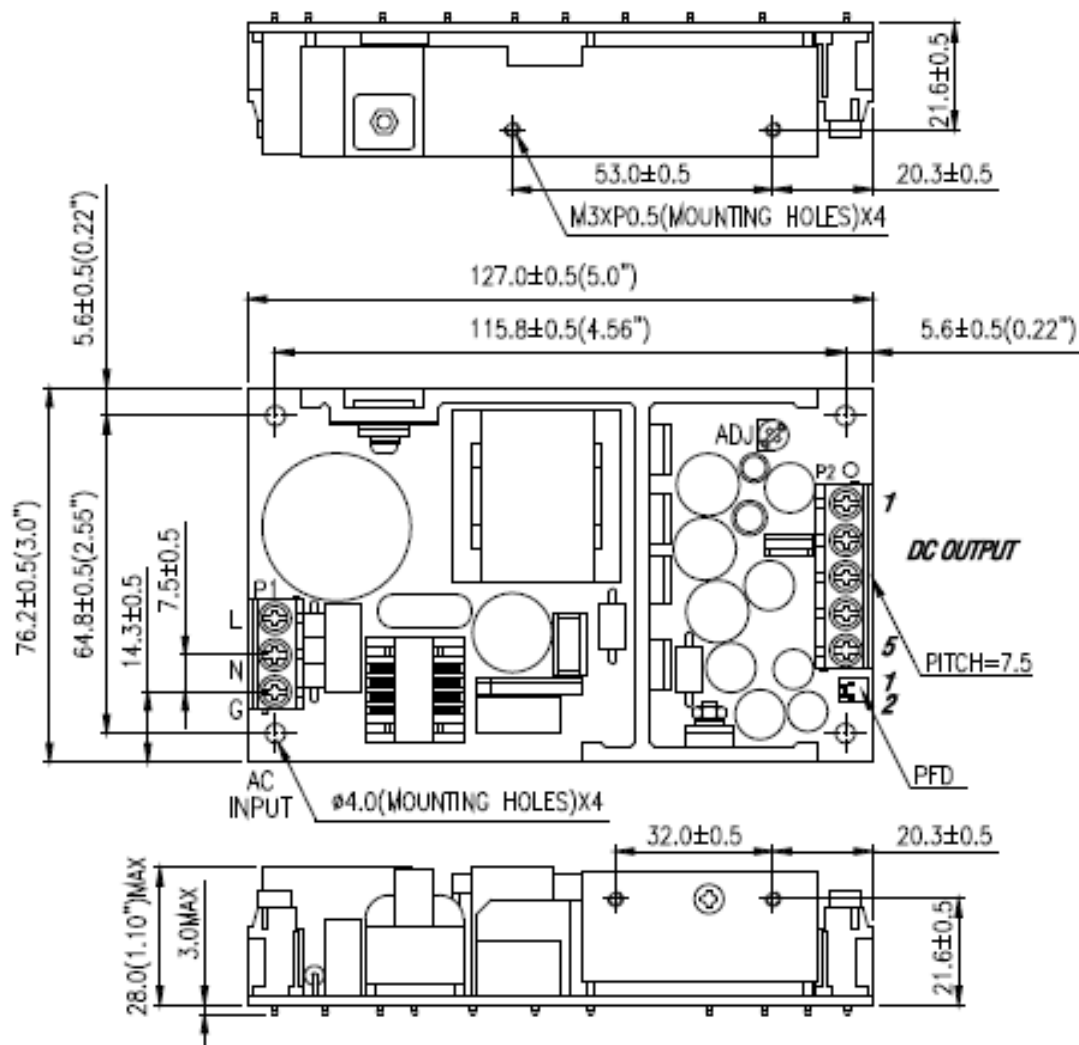 21.6±0.5
53.0±0.5
20.3±0.5
M3XP0.5(MOUNTING HOLES)X4
5.6±0.5(0.22")
127.0±0.5(5.0")
115.8±0.5(4.56")
5.6±0.5(0.22")
76.2±0.5(3.0")
64.8±0.5(2.55")
14.3±0.5
7.5±0.5
ADJ
P2
1
DC OUTPUT
P1
L
N
G
5
PITCH=7.5
1
2
PFD
AC
INPUT
ø4.0(MOUNTING HOLES)X4
32.0±0.5
20.3±0.5
28.0(1.10")MAX
3.0MAX
21.6±0.5